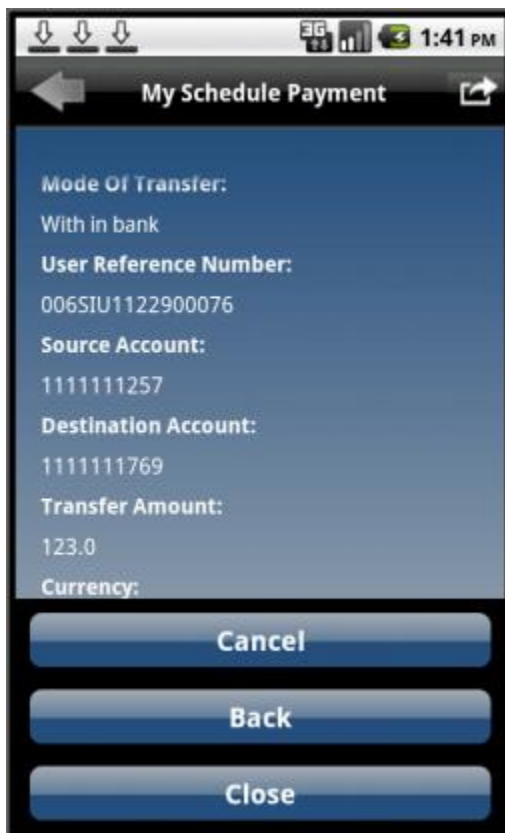 3G
1:41 PM
My Schedule Payment
Mode Of Transfer:
With in bank
User Reference Number:
006SIU1122900076
Source Account:
1111111257
Destination Account:
1111111769
Transfer Amount:
123.0
Currency:
Cancel
Back
Close